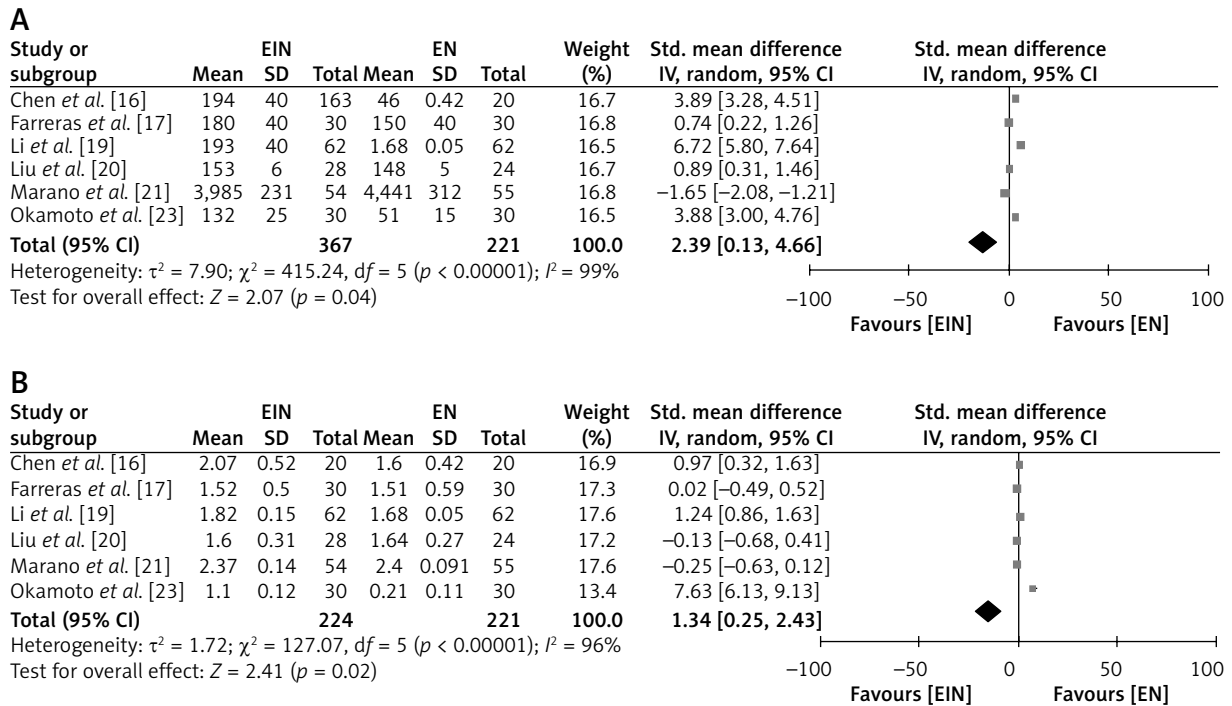 A
Study or EIN EN Weight Std. mean difference Std. mean difference
subgroup Mean SD Total Mean SD Total (%) IV, random, 95% CI IV, random, 95% CI
Chen et al. [16] 194 40 163 46 0.42 20 16.7 3.89 [3.28, 4.51]
Farreras et al. [17] 180 40 30 150 40 30 16.8 0.74 [0.22, 1.26]
Li et al. [19] 193 40 62 1.68 0.05 62 16.5 6.72 [5.80, 7.64]
Liu et al. [20] 153 6 28 148 5 24 16.7 0.89 [0.31, 1.46]
Marano et al. [21] 3,985 231 54 4,441 312 55 16.8 −1.65 [−2.08, −1.21]
Okamoto et al. [23] 132 25 30 51 15 30 16.5 3.88 [3.00, 4.76]
Total (95% CI) 367 221 100.0 2.39 [0.13, 4.66]
Heterogeneity: τ² = 7.90; χ² = 415.24, df = 5 (p < 0.00001); I² = 99%
Test for overall effect: Z = 2.07 (p = 0.04)
−100 −50 0 50 100
Favours [EIN] Favours [EN]
B
Study or EIN EN Weight Std. mean difference Std. mean difference
subgroup Mean SD Total Mean SD Total (%) IV, random, 95% CI IV, random, 95% CI
Chen et al. [16] 2.07 0.52 20 1.6 0.42 20 16.9 0.97 [0.32, 1.63]
Farreras et al. [17] 1.52 0.5 30 1.51 0.59 30 17.3 0.02 [−0.49, 0.52]
Li et al. [19] 1.82 0.15 62 1.68 0.05 62 17.6 1.24 [0.86, 1.63]
Liu et al. [20] 1.6 0.31 28 1.64 0.27 24 17.2 −0.13 [−0.68, 0.41]
Marano et al. [21] 2.37 0.14 54 2.4 0.091 55 17.6 −0.25 [−0.63, 0.12]
Okamoto et al. [23] 1.1 0.12 30 0.21 0.11 30 13.4 7.63 [6.13, 9.13]
Total (95% CI) 224 221 100.0 1.34 [0.25, 2.43]
Heterogeneity: τ² = 1.72; χ² = 127.07, df = 5 (p < 0.00001); I² = 96%
Test for overall effect: Z = 2.41 (p = 0.02)
−100 −50 0 50 100
Favours [EIN] Favours [EN]